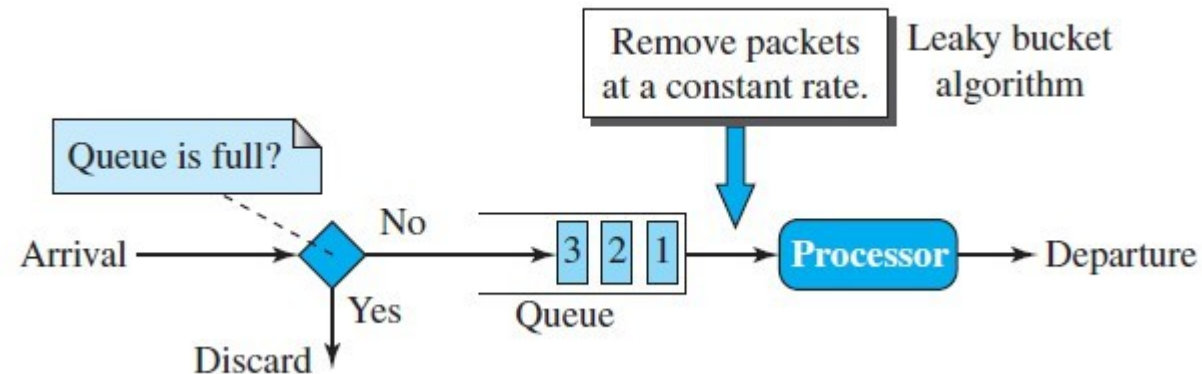 Remove packets
at a constant rate.
Leaky bucket
algorithm
Queue is full?
Arrival
No
3 2 1
Processor
Departure
Yes
Queue
Discard